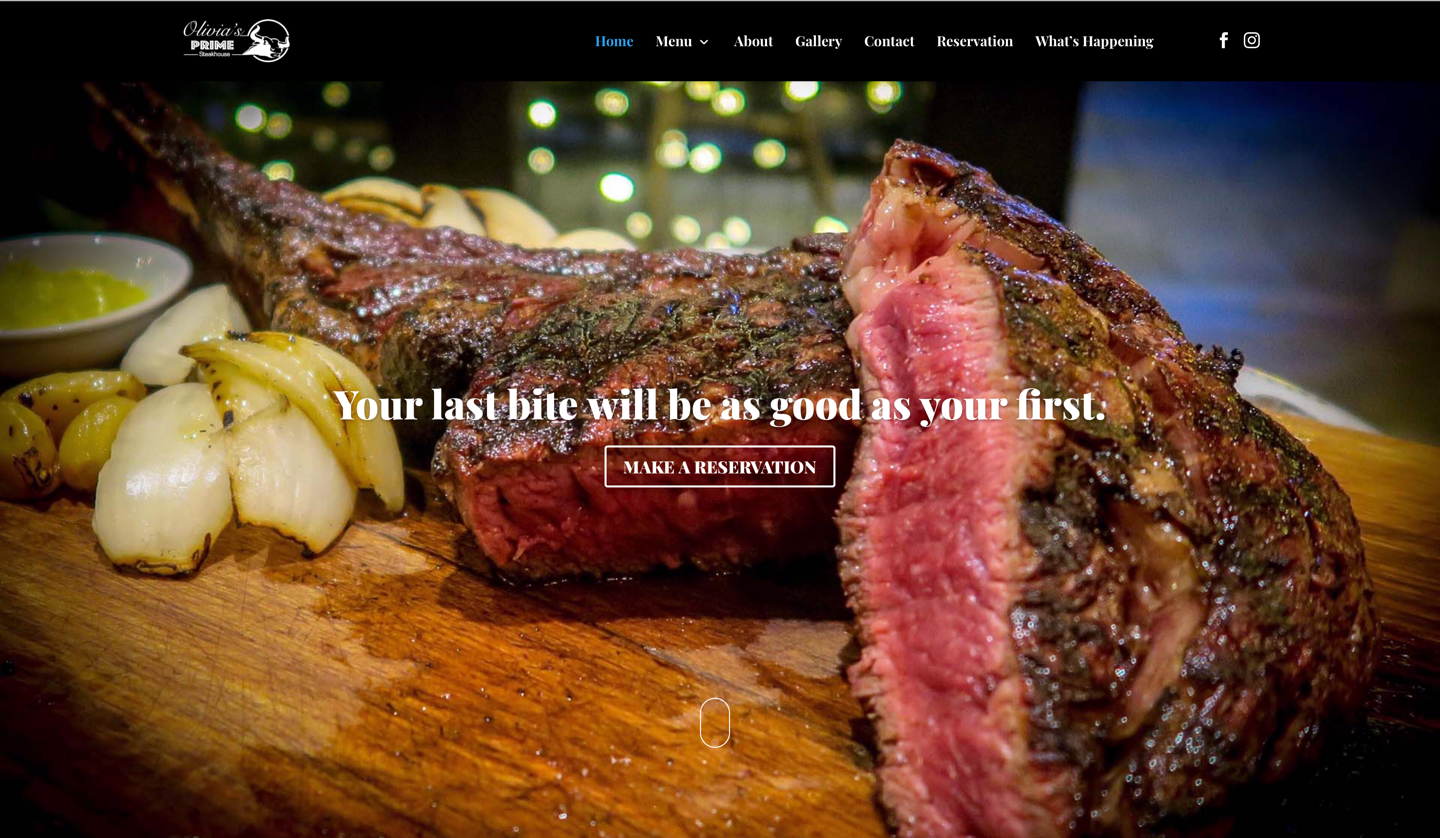 Olivia's
PRIME
Steakhouse
Home Menu About Gallery Contact Reservation What's Happening
Your last bite will be as good as your first.
MAKE A RESERVATION